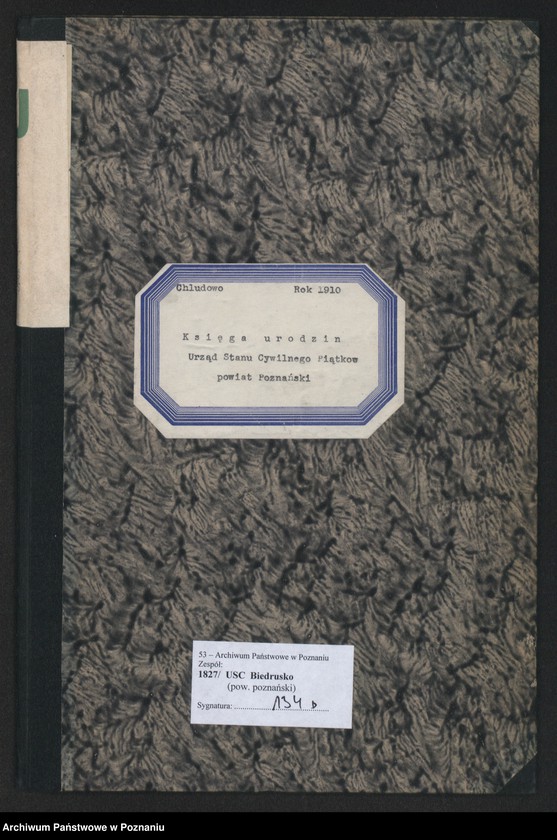 Chludowo Rok 1910
Księga urodzin
Urząd Stanu Cywilnego Piątkow
powiat Poznański
53 – Archiwum Państwowe w Poznaniu
Zespół:
1827/ USC Biedrusko
(pow. poznański)
Sygnatura: 134 b
Archiwum Państwowe w Poznaniu